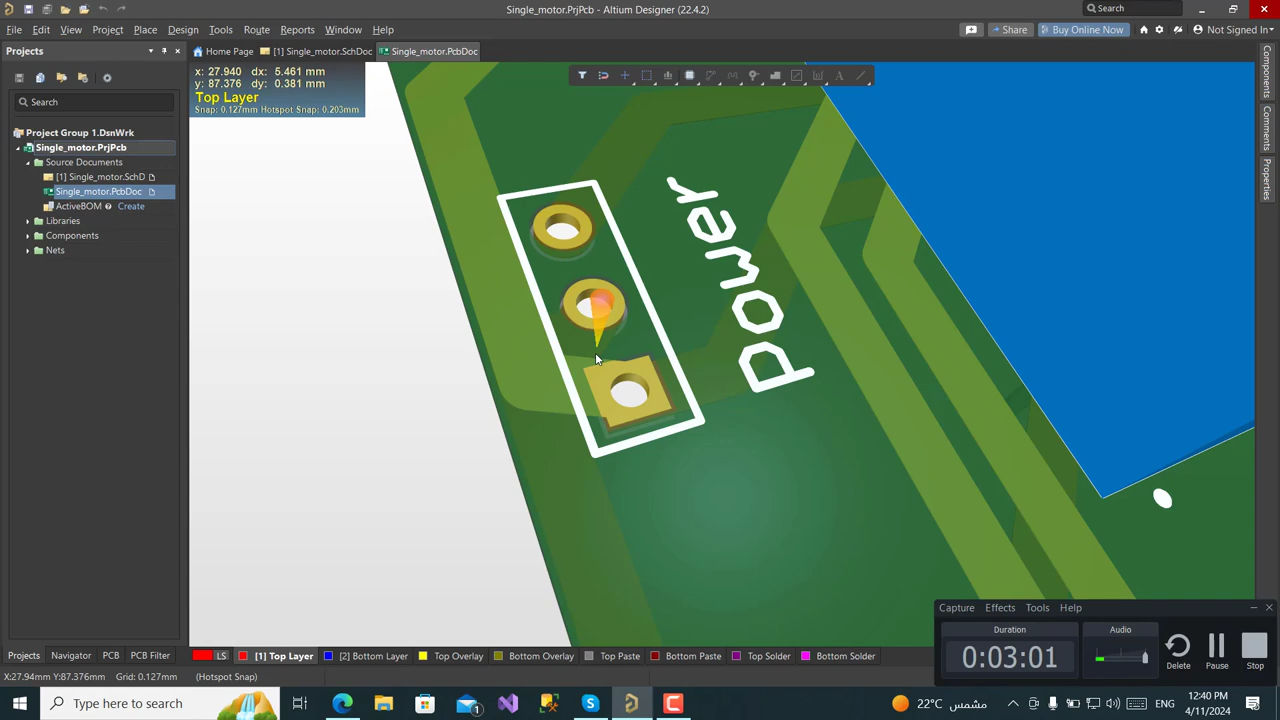 Single_motor.PrjPcb - Altium Designer (22.4.2)
Search
File Edit View Project Place Design Tools Route Reports Window Help
Share
Buy Online Now
Not Signed In
Projects
Home Page
[1] Single_motor.SchDoc
Single_motor.PcbDoc
x: 27.940 dx: 5.461 mm
y: 87.376 dy: 0.381 mm
Top Layer
Snap: 0.127mm Hotspot Snap: 0.203mm
Search
Project Group 1.DsnWrk
Single_motor.PrjPcb
Source Documents
[1] Single_motor.SchD
Single_motor.PcbDoc
ActiveBOM
Create
Libraries
Components
Nets
power
Components
Comments
Properties
Capture Effects Tools Help
Duration
0:03:01
Audio
Delete
Pause
Stop
Projects Navigator PCB PCB Filter
LS
[1] Top Layer
[2] Bottom Layer
Top Overlay
Bottom Overlay
Top Paste
Bottom Paste
Top Solder
Bottom Solder
X:27.94mm Y:87.376mm Grid: 0.127mm
(Hotspot Snap)
Type here to search
1
22°C
مشمس
ENG
12:40 PM
4/11/2024